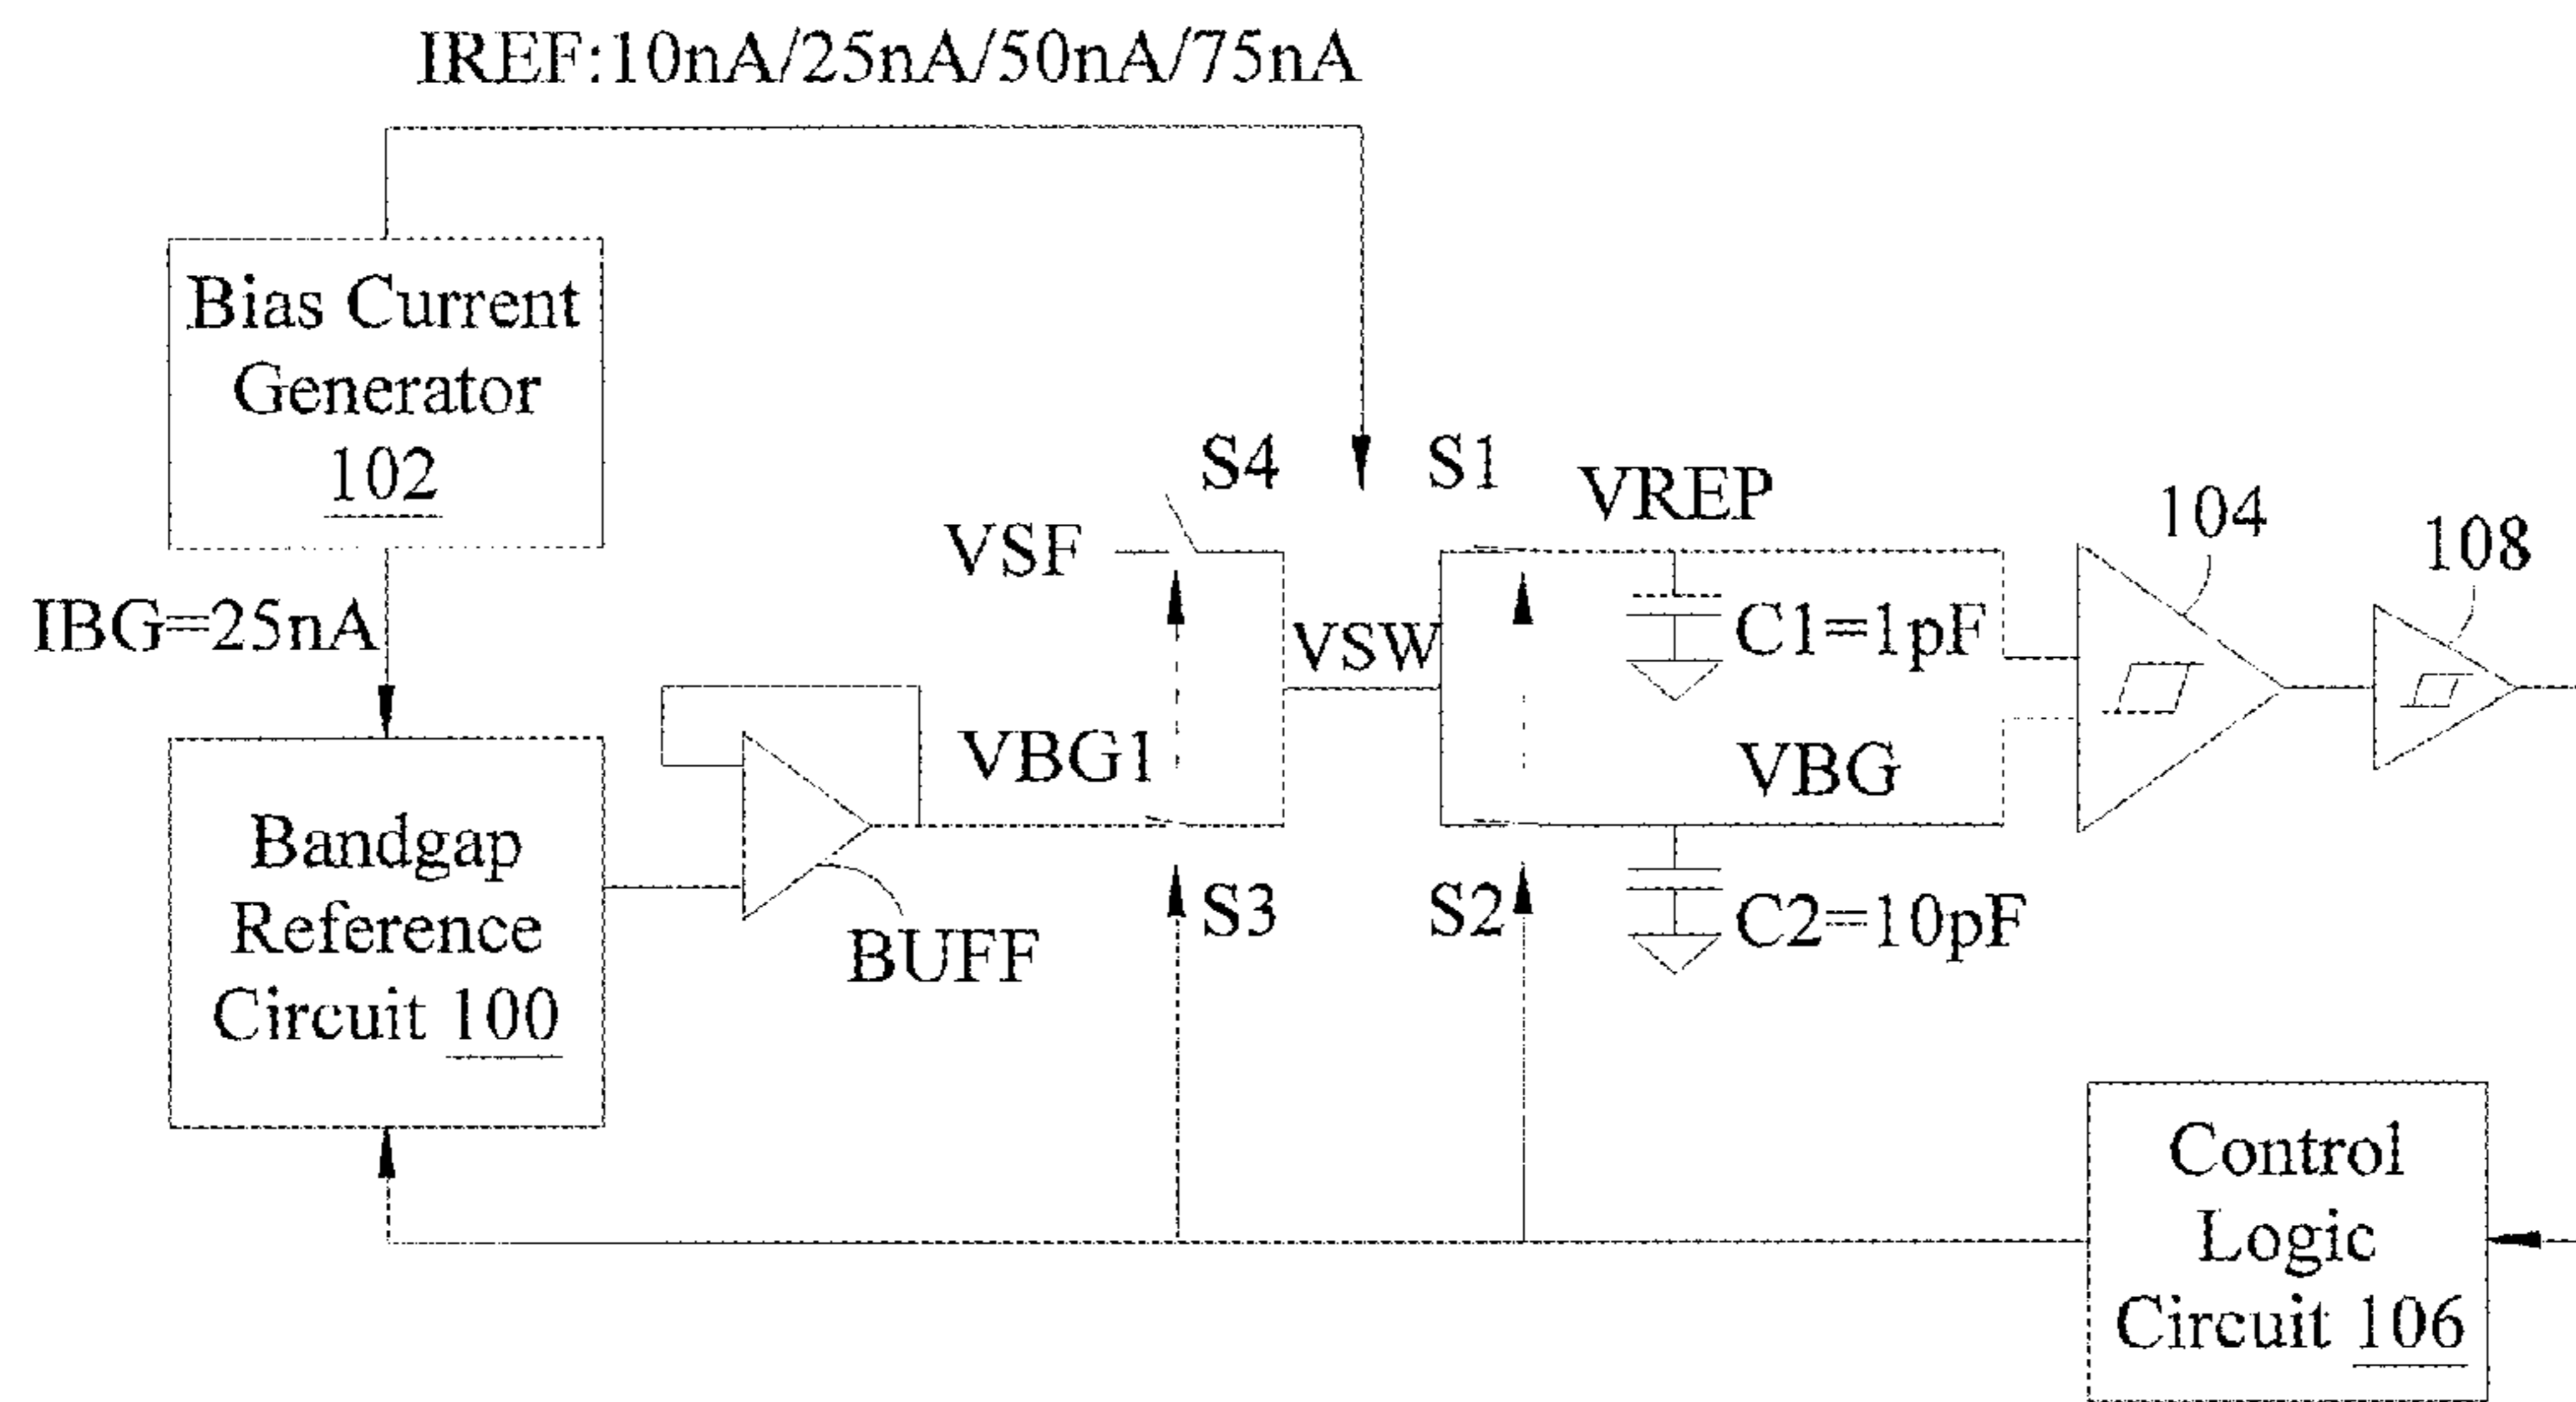 IREF:10nA/25nA/50nA/75nA
Bias Current
Generator
102
IBG=25nA
Bandgap
Reference
Circuit 100
BUFF
VBG1
VSF
S4
S3
VSW
S1
S2
VREP
C1=1pF
VBG
C2=10pF
104
108
Control
Logic
Circuit 106